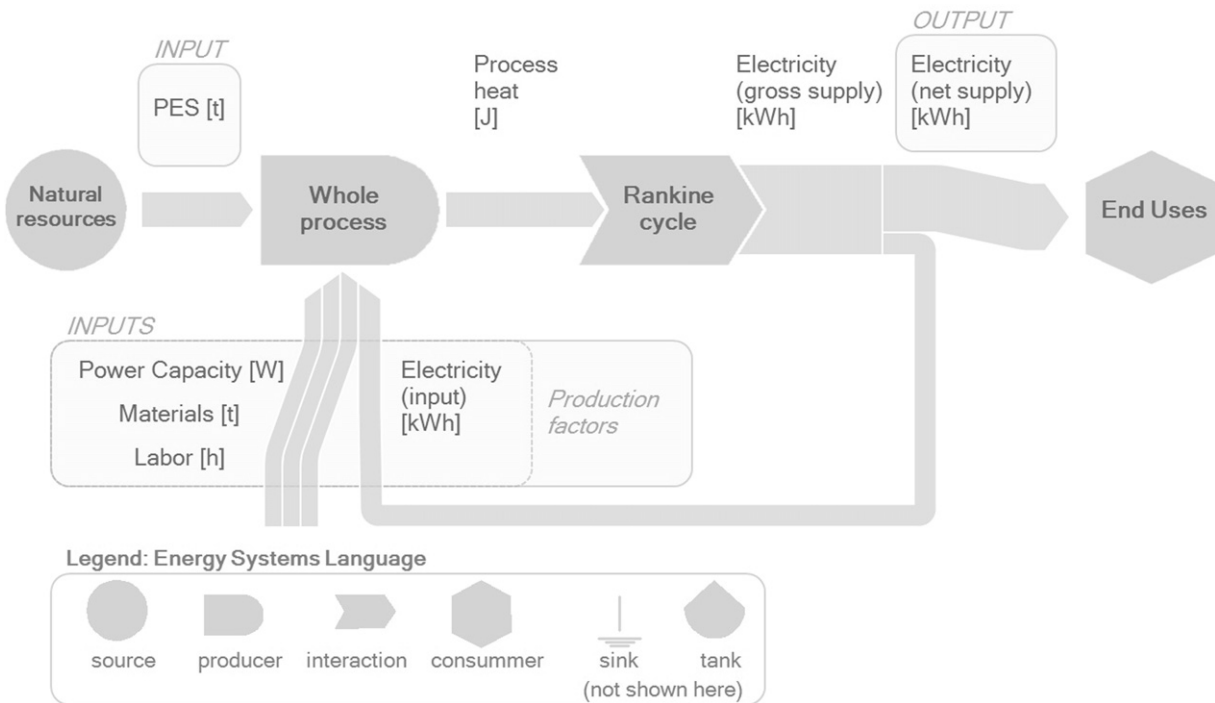 INPUT
PES [t]
Process
heat
[J]
Electricity
(gross supply)
[kWh]
OUTPUT
Electricity
(net supply)
[kWh]
Natural
resources
Whole
process
Rankine
cycle
End Uses
INPUTS
Power Capacity [W]
Materials [t]
Labor [h]
Electricity
(input)
[kWh]
Production
factors
Legend: Energy Systems Language
source
producer
interaction
consummer
sink
tank
(not shown here)